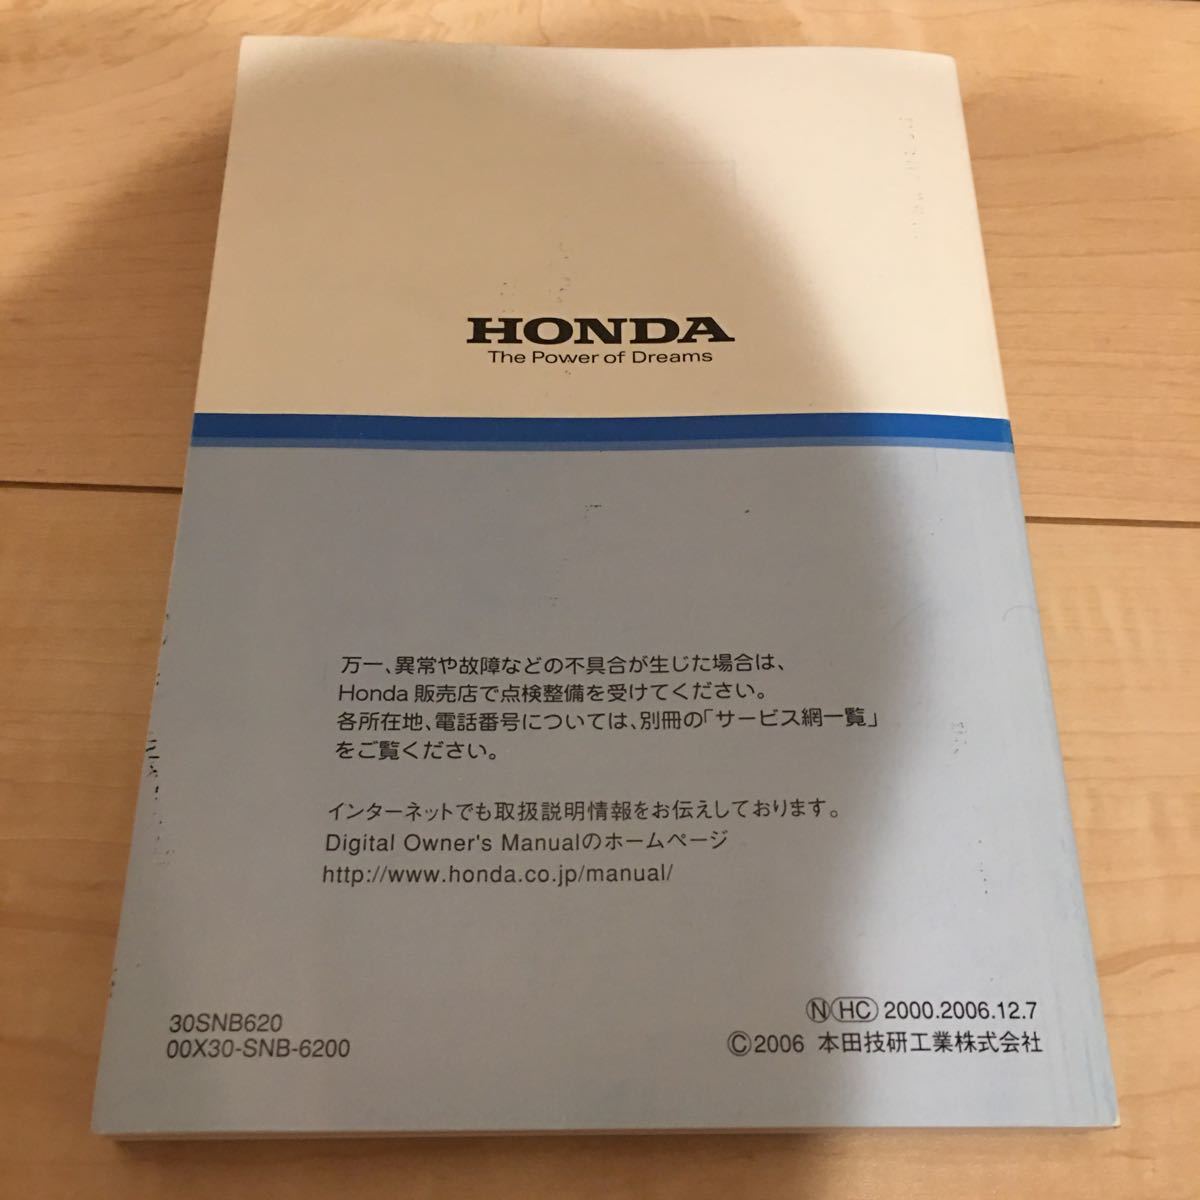 HONDA
The Power of Dreams
万一、異常や故障などの不具合が生じた場合は、
Honda 販売店で点検整備を受けてください。
各所在地、電話番号については、別冊の「サービス網一覧」
をご覧ください。
インターネットでも取扱説明情報をお伝えしております。
Digital Owner's Manualのホームページ
http://www.honda.co.jp/manual/
30SNB620
00X30-SNB-6200
Ⓝ HC 2000.2006.12.7
©2006 本田技研工業株式会社